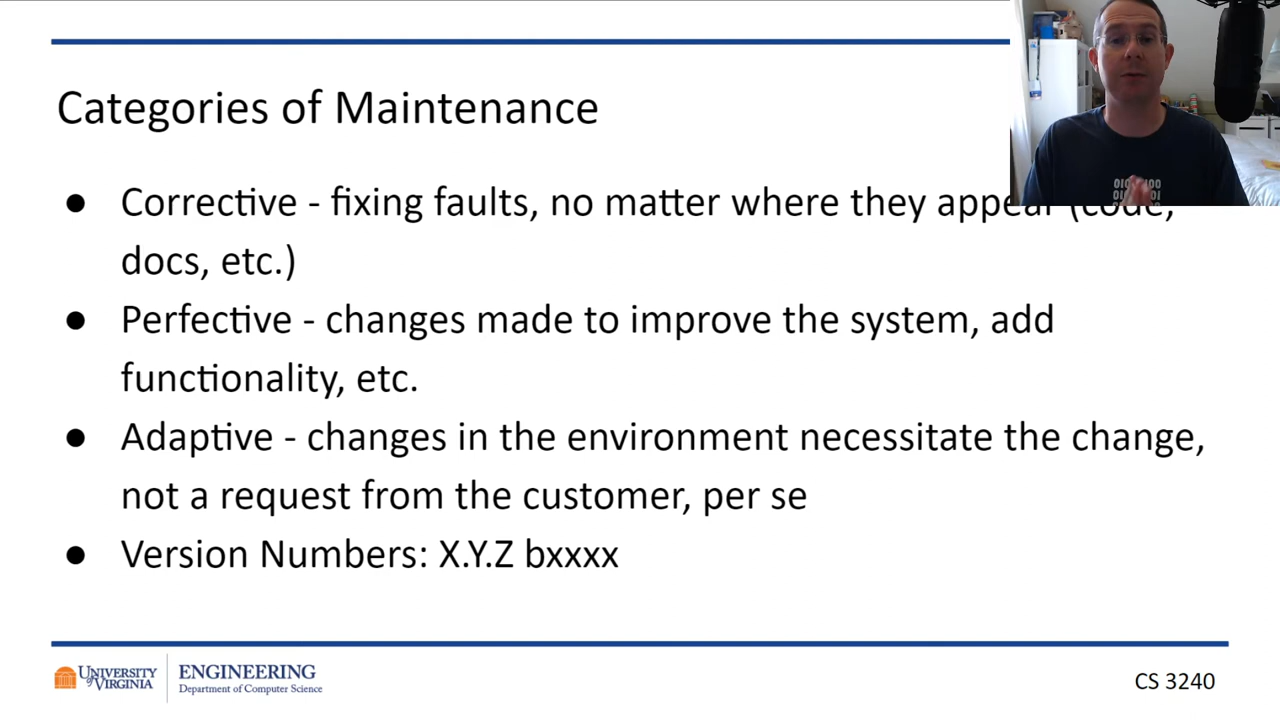 Categories of Maintenance
● Corrective - fixing faults, no matter where they appear (code,
docs, etc.)
● Perfective - changes made to improve the system, add
functionality, etc.
● Adaptive - changes in the environment necessitate the change,
not a request from the customer, per se
● Version Numbers: X.Y.Z bxxxx
UNIVERSITY of VIRGINIA
ENGINEERING
Department of Computer Science
CS 3240